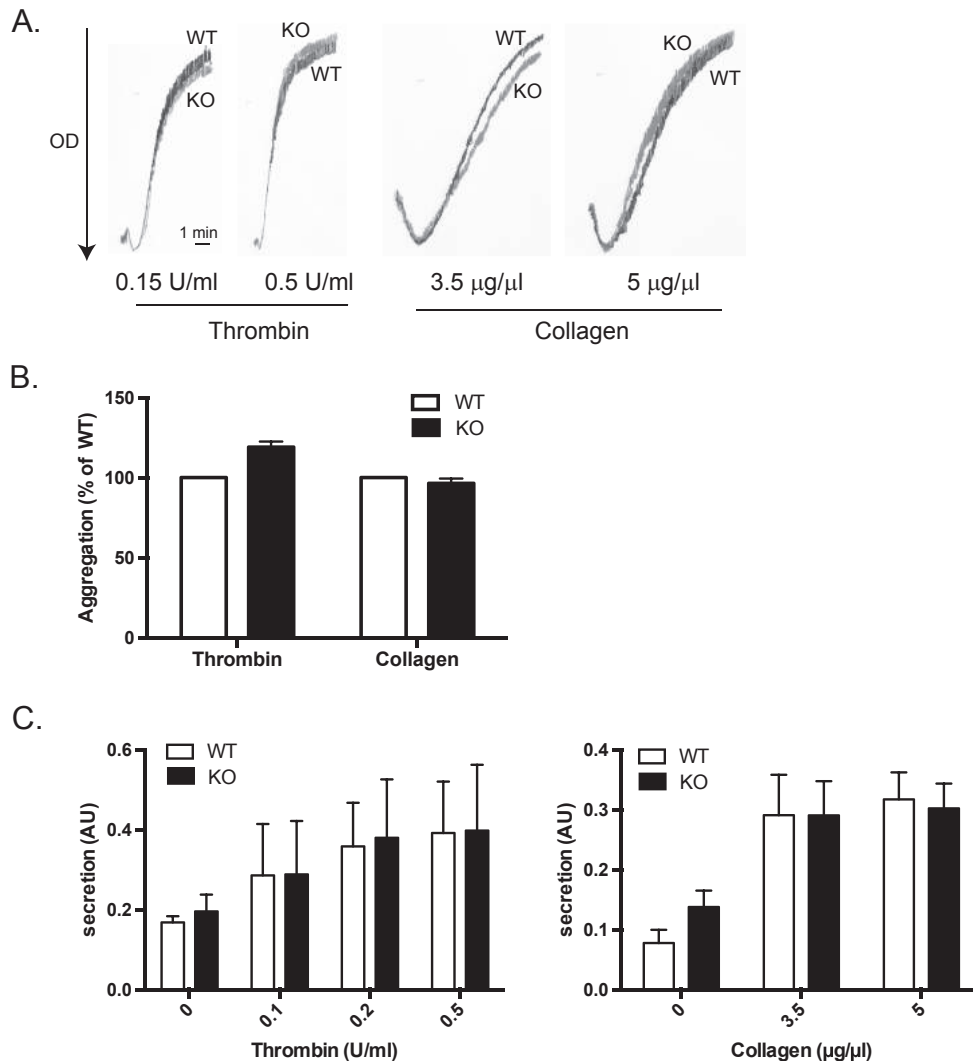 A.
WT
KO
KO
WT
WT
KO
KO
WT
OD
1 min
0.15 U/ml
0.5 U/ml
3.5 µg/µl
5 µg/µl
Thrombin
Collagen
B.
Aggregation (% of WT)
150
100
50
0
WT
KO
Thrombin
Collagen
C.
secretion (AU)
0.6
0.4
0.2
0.0
WT
KO
0
0.1
0.2
0.5
Thrombin (U/ml)
secretion (AU)
0.4
0.3
0.2
0.1
0.0
WT
KO
0
3.5
5
Collagen (µg/µl)